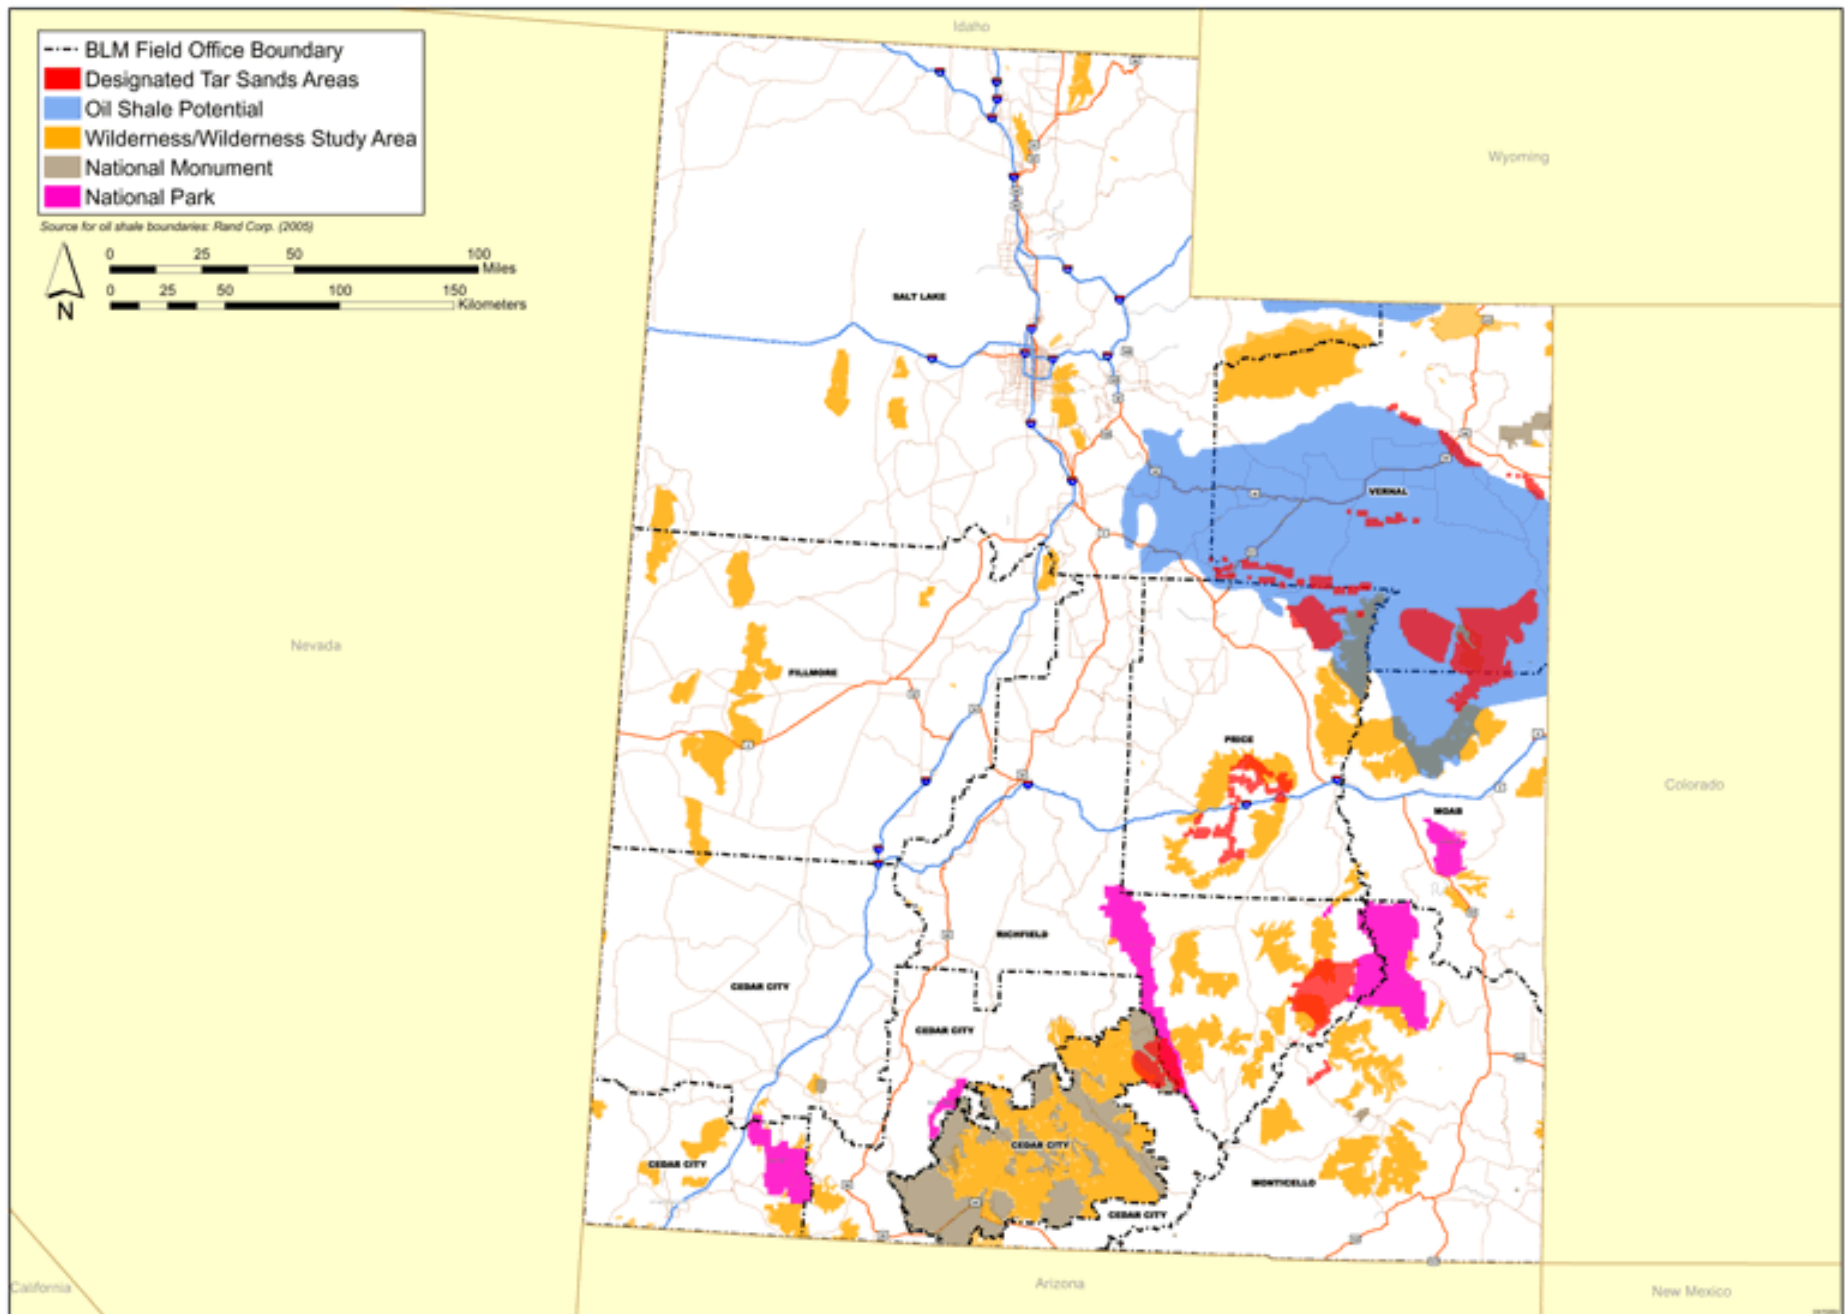 Idaho
BLM Field Office Boundary
Designated Tar Sands Areas
Oil Shale Potential
Wilderness/Wilderness Study Area
National Monument
National Park
Source for oil shale boundaries: Rand Corp. (2005)
0 25 50 100
Miles
0 25 50 100 150
Kilometers
N
Wyoming
SALT LAKE
VERNAL
Nevada
FILLMORE
PRICE
Colorado
MOAB
RICHFIELD
CEDAR CITY
CEDAR CITY
CEDAR CITY
CEDAR CITY
MONTICELLO
CEDAR CITY
California
Arizona
New Mexico